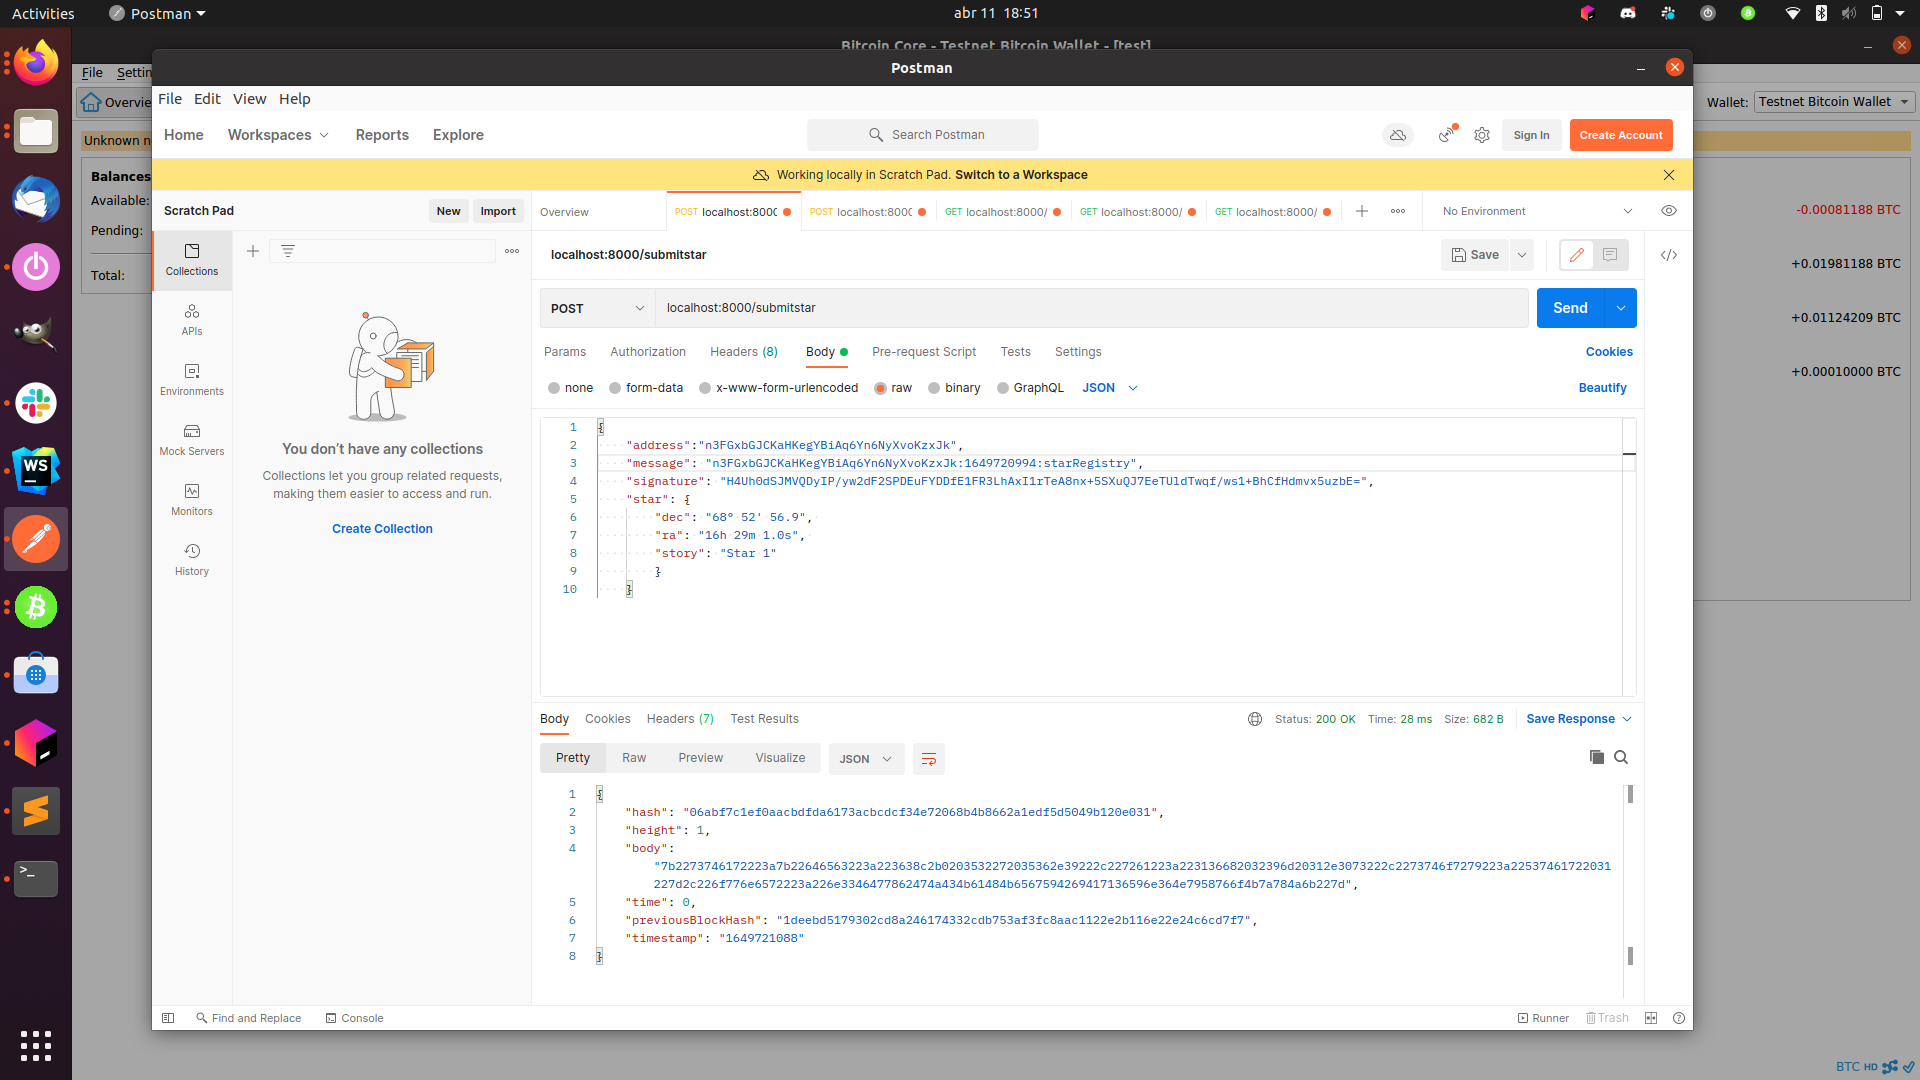 Activities
Postman
abr 11 18:51
Bitcoin Core - Testnet Bitcoin Wallet - [test]
Postman
File
Wallet:
Testnet Bitcoin Wallet
File Edit View Help
Home Workspaces Reports Explore
Search Postman
Sign In
Create Account
Working locally in Scratch Pad. Switch to a Workspace
Balances
Available:
Pending:
Total:
-0.00081188 BTC
+0.01981188 BTC
+0.01124209 BTC
+0.00010000 BTC
Scratch Pad
New
Import
Overview
POST localhost:8000
POST localhost:8000
GET localhost:8000/
GET localhost:8000/
GET localhost:8000/
No Environment
Collections
APIs
Environments
Mock Servers
Monitors
History
You don’t have any collections
Collections let you group related requests,
making them easier to access and run.
Create Collection
localhost:8000/submitstar
Save
POST
localhost:8000/submitstar
Send
Params Authorization Headers (8) Body Pre-request Script Tests Settings
Cookies
none form-data x-www-form-urlencoded raw binary GraphQL JSON
Beautify
1 {
2 "address":"n3FGxbGJCKaHKegYBiAq6Yn6NyXvoKzxJk",
3 "message": "n3FGxbGJCKaHKegYBiAq6Yn6NyXvoKzxJk:1649720994:starRegistry",
4 "signature": "H4Uh0dSJMVQDyIP/yw2dF2SPDEuFYDDfE1FR3LhAxI1rTeA8nx+5SXuQJ7EeTUldTwqf/ws1+BhCfHdmvx5uzbE=",
5 "star": {
6 "dec": "68° 52' 56.9",
7 "ra": "16h 29m 1.0s",
8 "story": "Star 1"
9 }
10 }
Body Cookies Headers (7) Test Results
Status: 200 OK Time: 28 ms Size: 682 B
Save Response
Pretty Raw Preview Visualize
JSON
1 {
2 "hash": "06abf7c1ef0aacbdfda6173acbcdcf34e72068b4b8662a1edf5d5049b120e031",
3 "height": 1,
4 "body":
"7b2273746172223a7b22646563223a223638c2b0203532272035362e39222c227261223a223136682032396d20312e3073222c2273746f7279223a22537461722031
227d2c226f776e6572223a226e3346477862474a434b61484b6567594269417136596e364e7958766f4b7a784a6b227d",
5 "time": 0,
6 "previousBlockHash": "1deebd5179302cd8a246174332cdb753af3fc8aac1122e2b116e22e24c6cd7f7",
7 "timestamp": "1649721088"
8 }
Find and Replace
Console
Runner
Trash
BTC HD